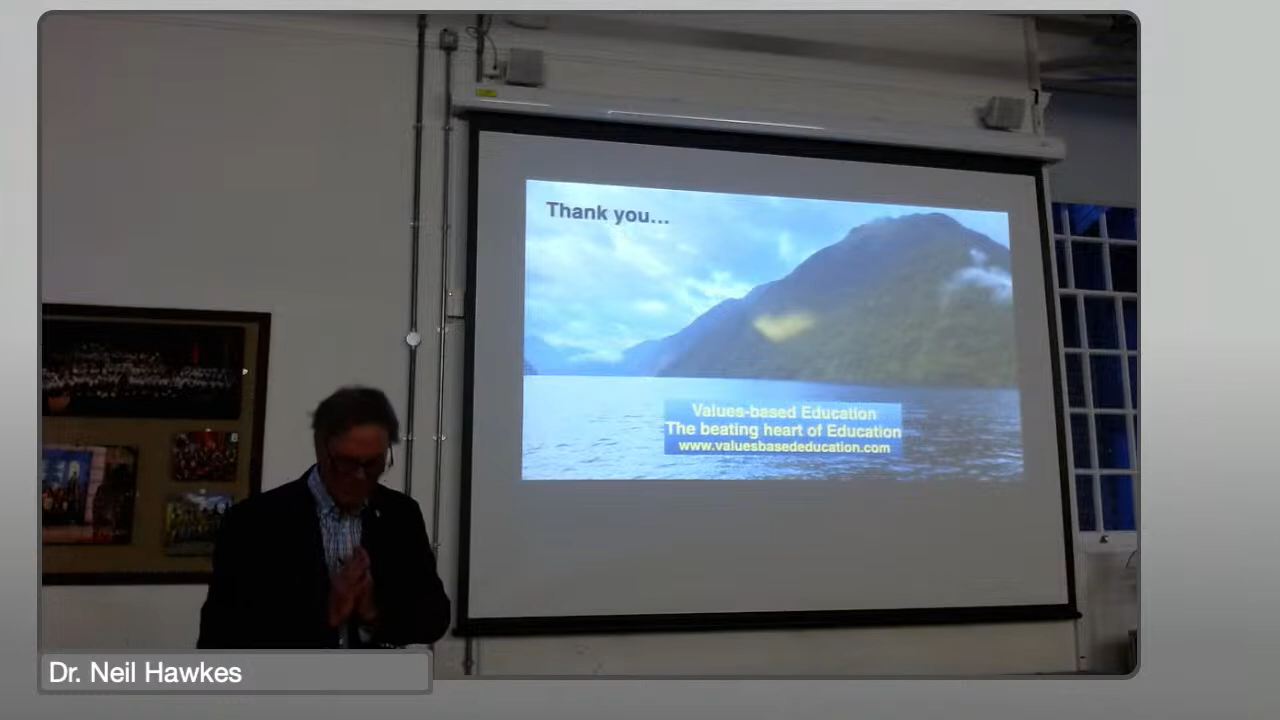 Thank you...
Values-based Education
The beating heart of Education
www.valuesbasededucation.com
Dr. Neil Hawkes